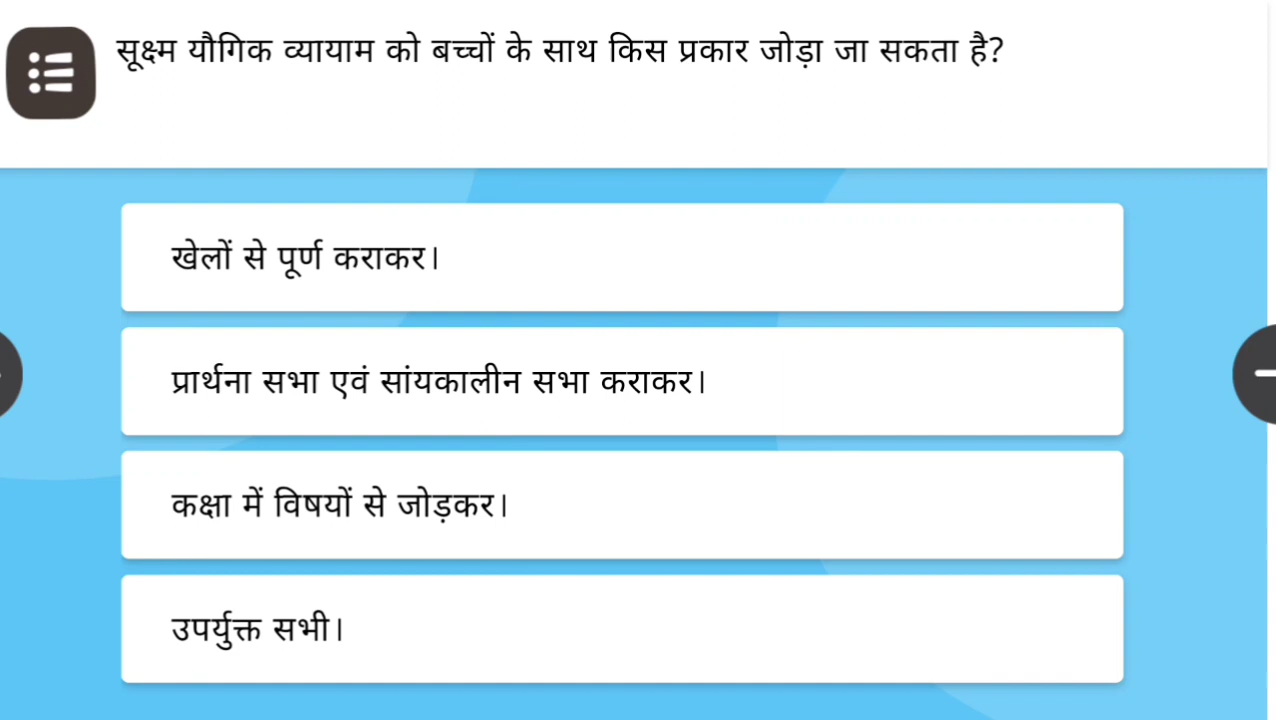 सूक्ष्म यौगिक व्यायाम को बच्चों के साथ किस प्रकार जोड़ा जा सकता है?
खेलों से पूर्ण कराकर।
प्रार्थना सभा एवं सांयकालीन सभा कराकर।
कक्षा में विषयों से जोड़कर।
उपर्युक्त सभी।